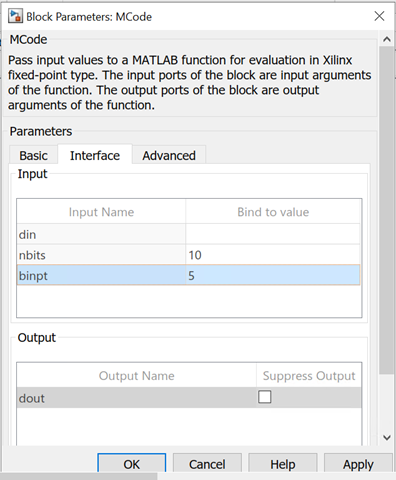 Block Parameters: MCode
MCode
Pass input values to a MATLAB function for evaluation in Xilinx
fixed-point type. The input ports of the block are input arguments
of the function. The output ports of the block are output
arguments of the function.
Parameters
Basic Interface Advanced
Input
Input Name Bind to value
din
nbits 10
binpt 5
Output
Output Name Suppress Output
dout
OK Cancel Help Apply